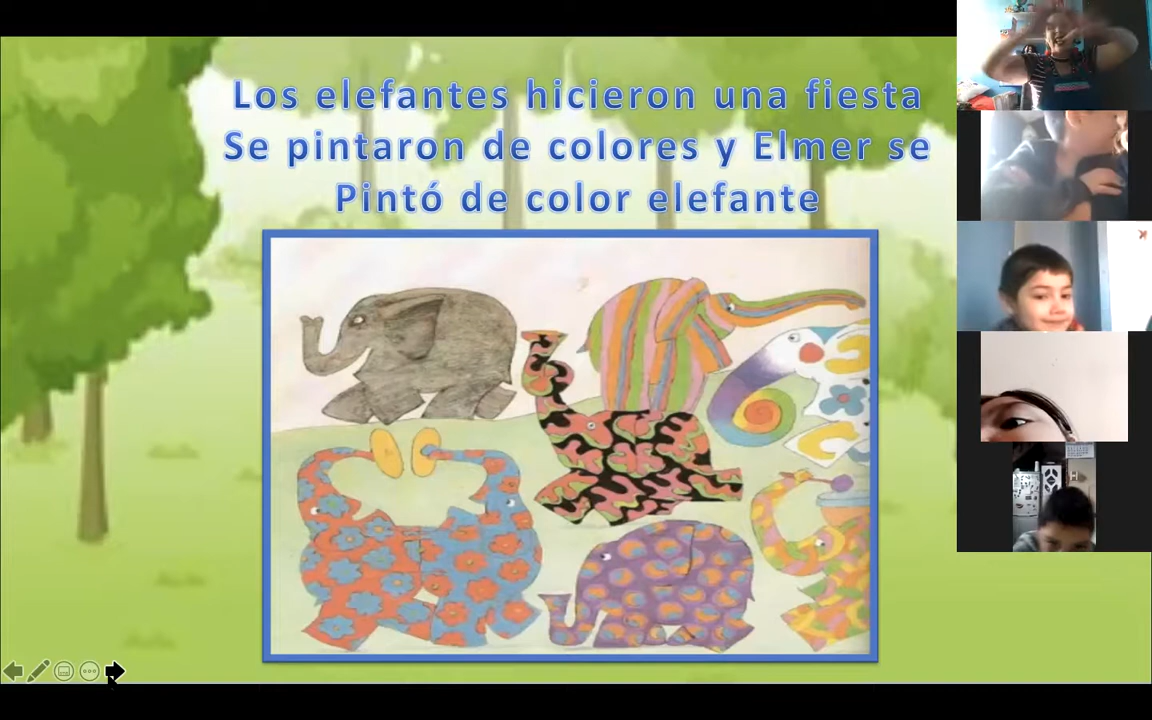 Los elefantes hicieron una fiesta
Se pintaron de colores y Elmer se
Pintó de color elefante